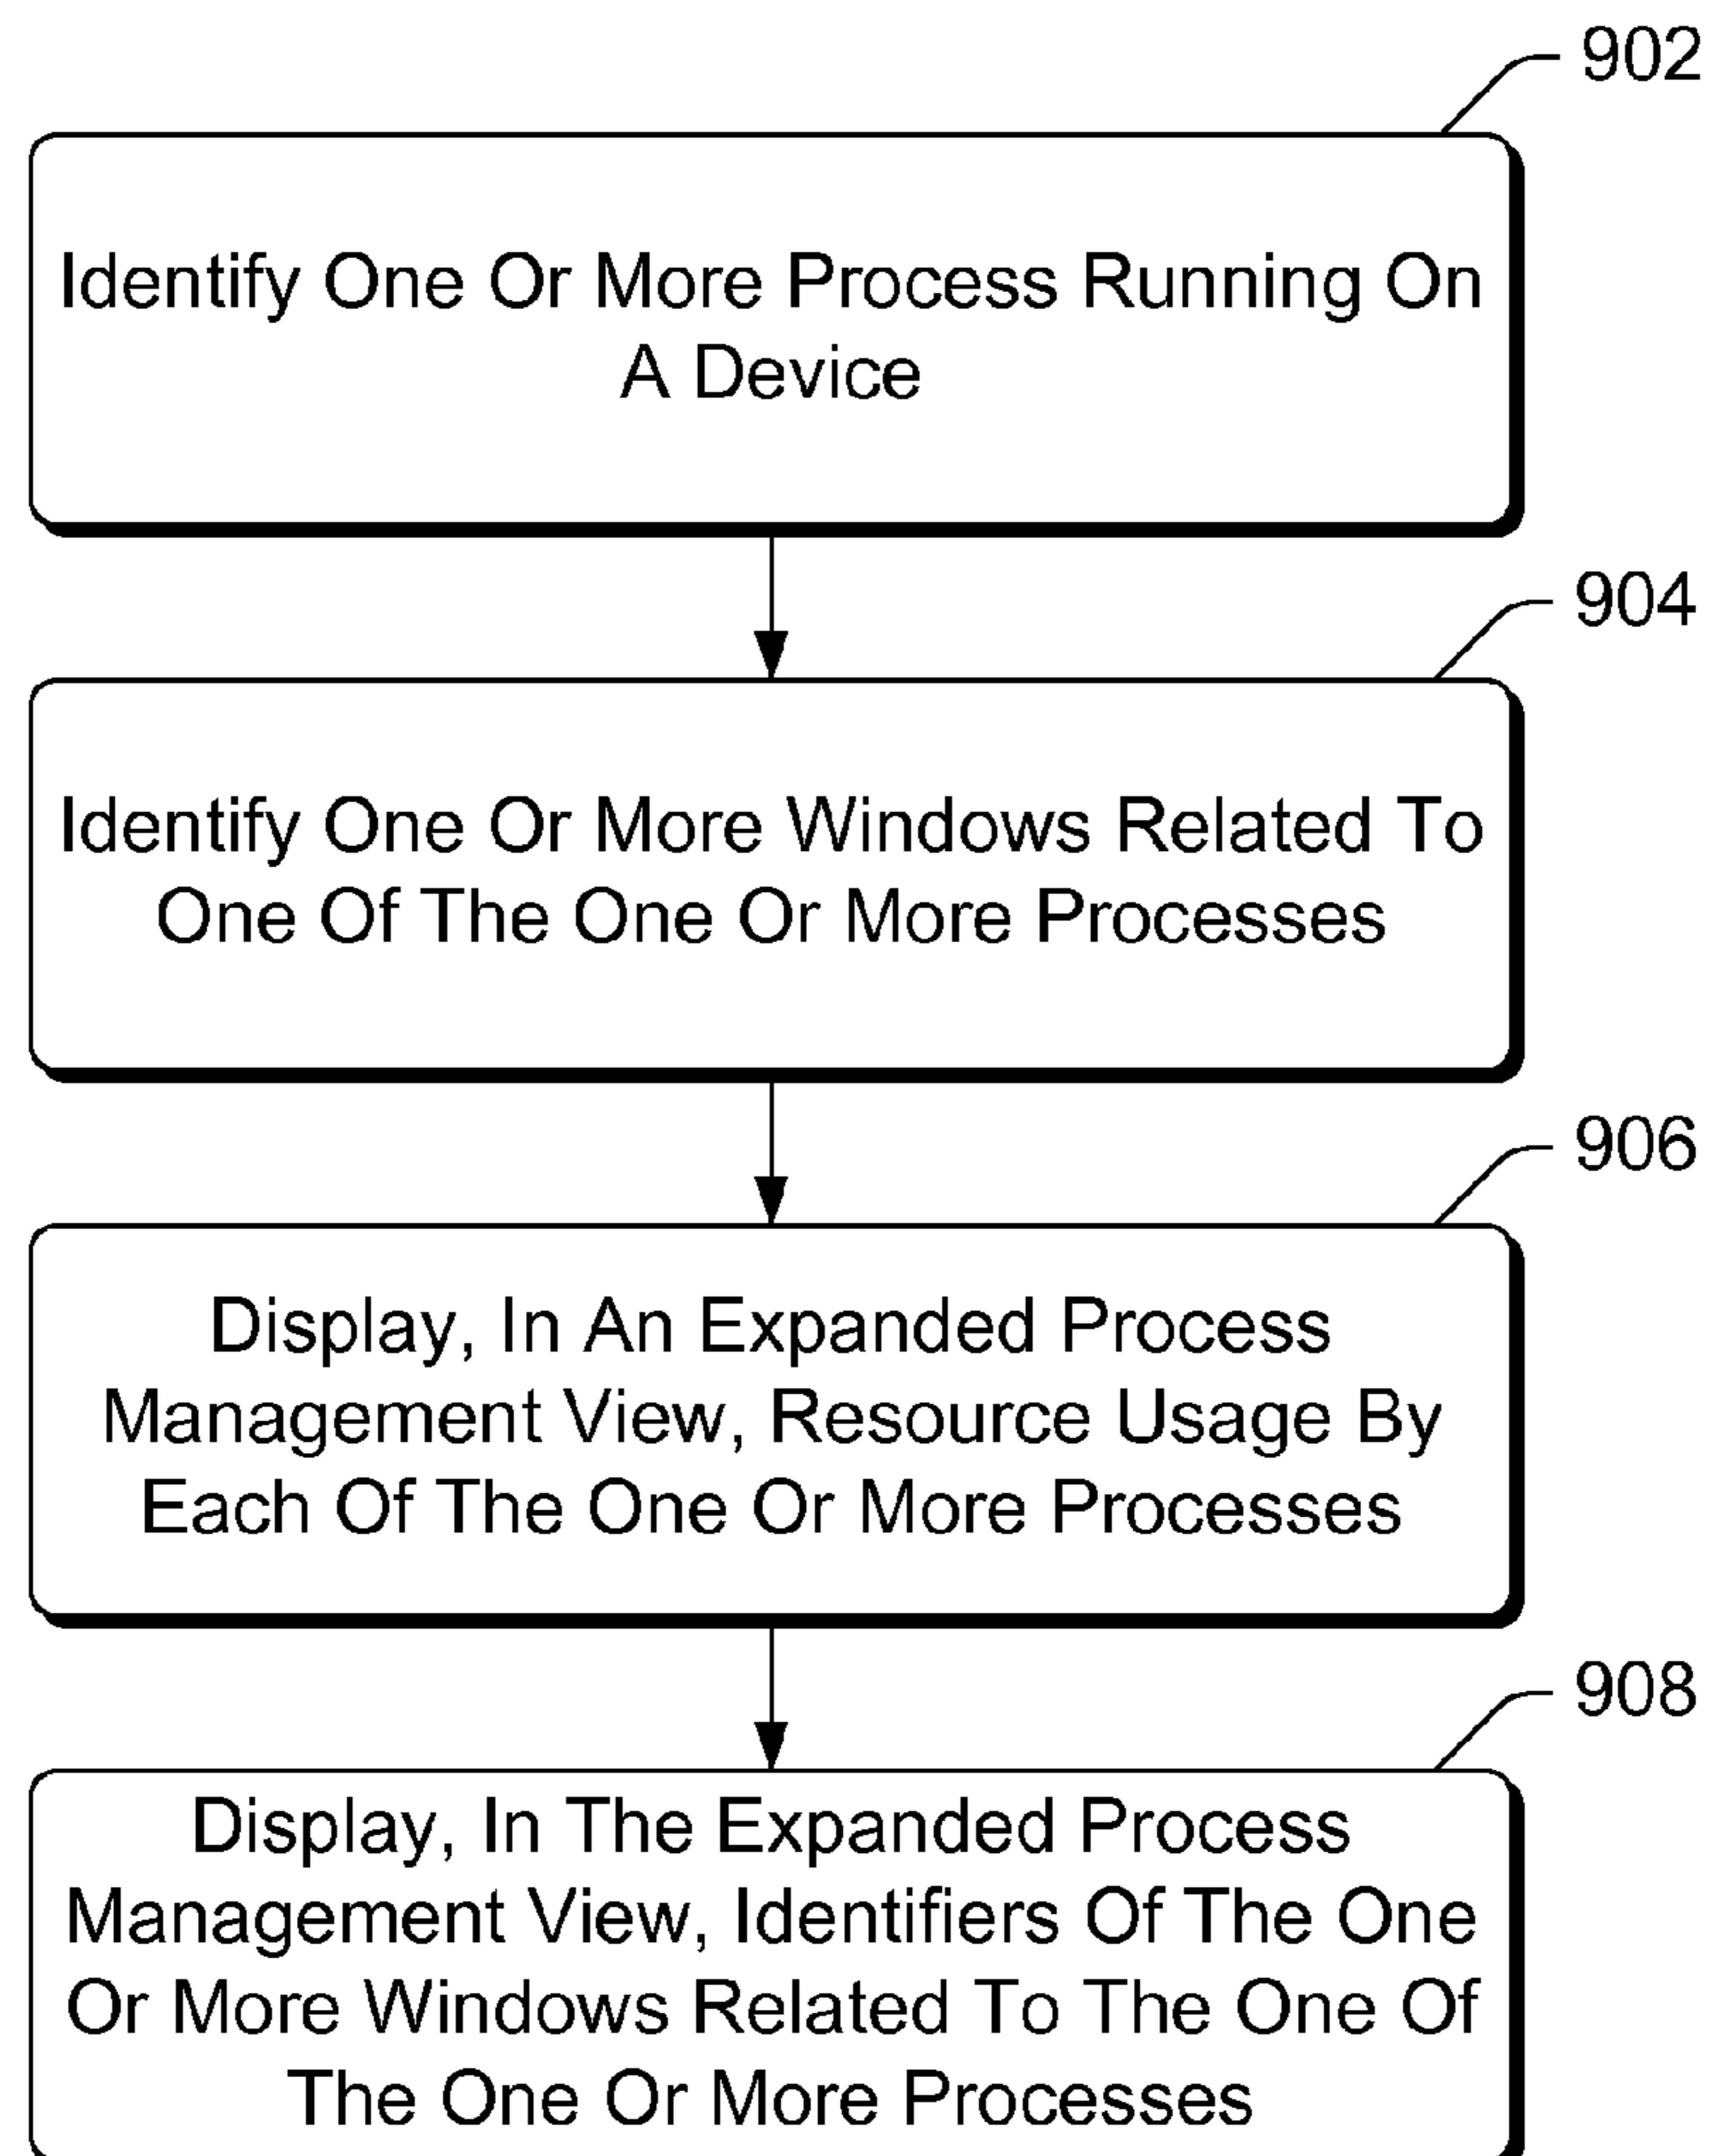 902
Identify One Or More Process Running On
A Device
904
Identify One Or More Windows Related To
One Of The One Or More Processes
906
Display, In An Expanded Process
Management View, Resource Usage By
Each Of The One Or More Processes
908
Display, In The Expanded Process
Management View, Identifiers Of The One
Or More Windows Related To The One Of
The One Or More Processes